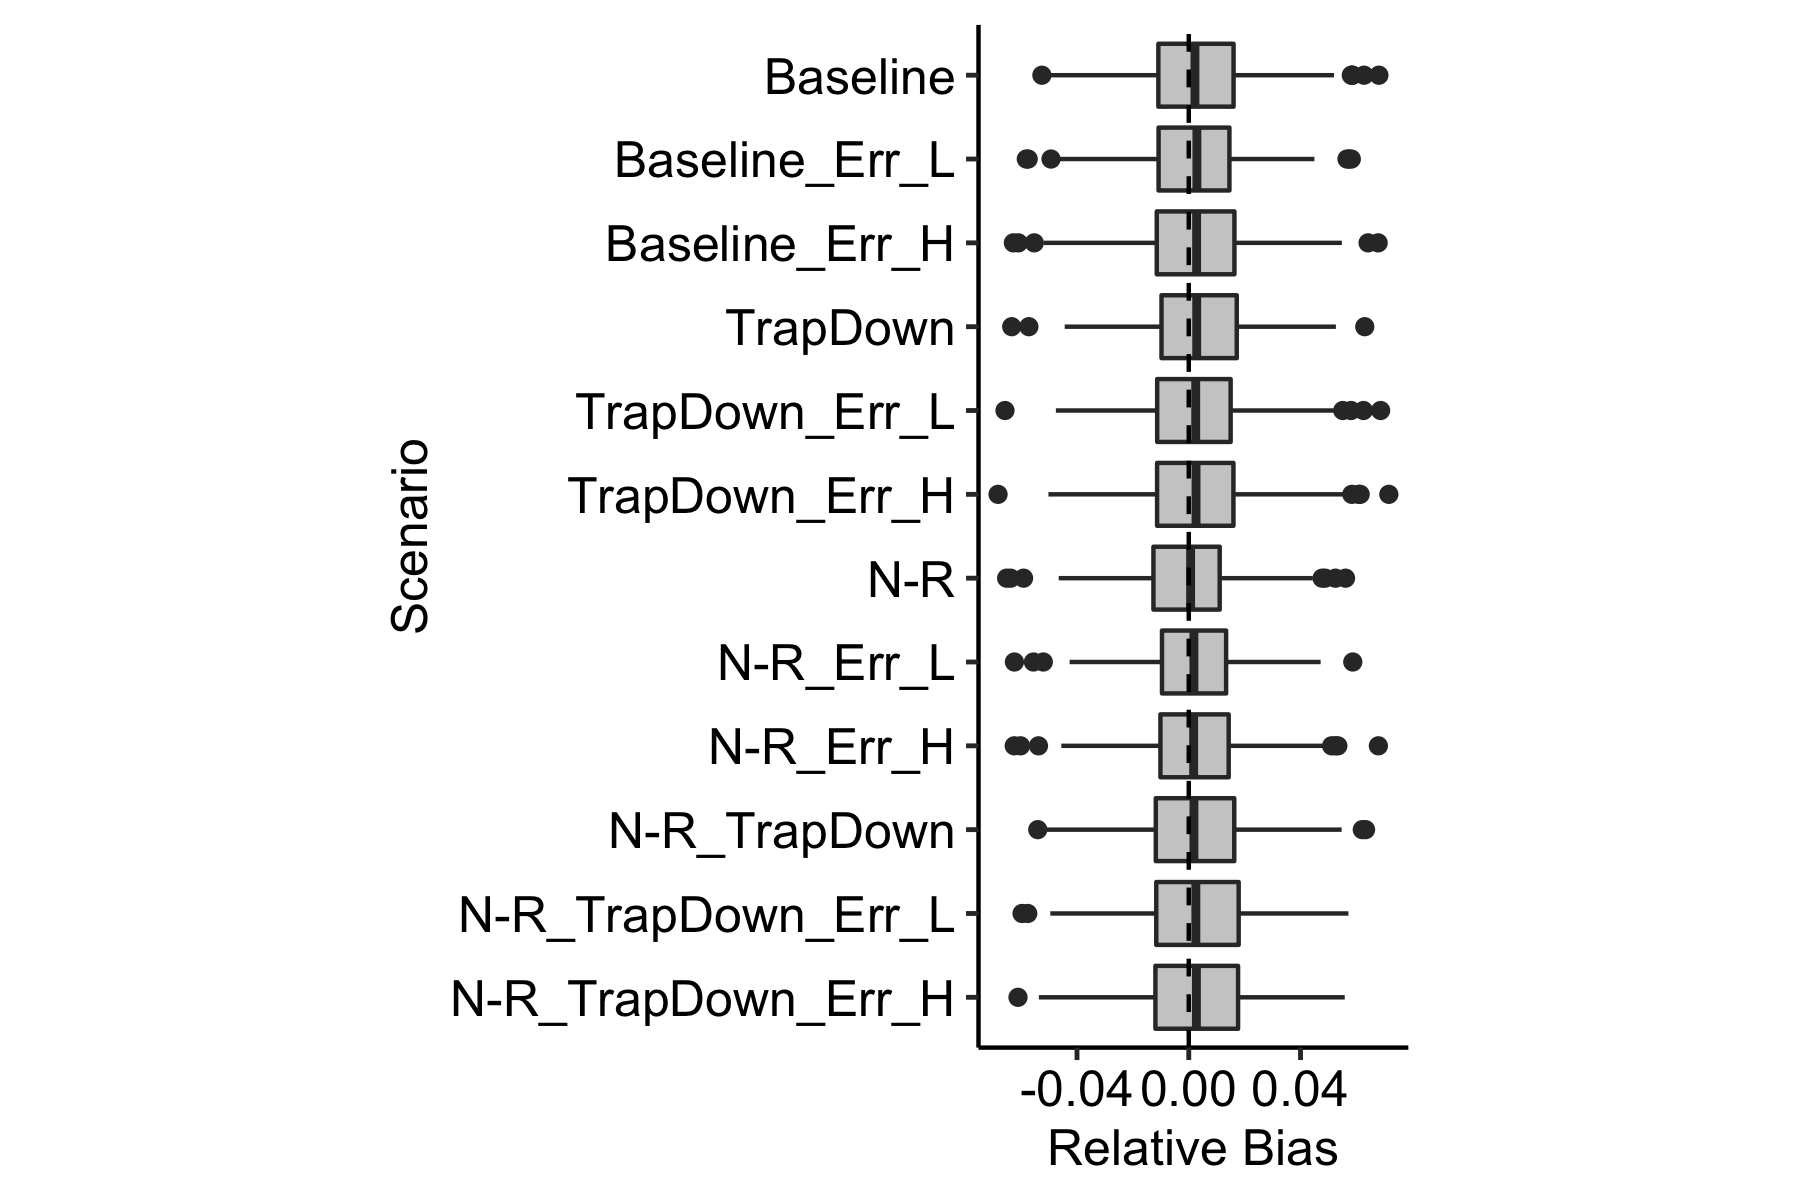 Baseline
Baseline_Err_L
Baseline_Err_H
TrapDown
TrapDown_Err_L
TrapDown_Err_H
N-R
N-R_Err_L
N-R_Err_H
N-R_TrapDown
N-R_TrapDown_Err_L
N-R_TrapDown_Err_H
Scenario
-0.04 0.00 0.04
Relative Bias